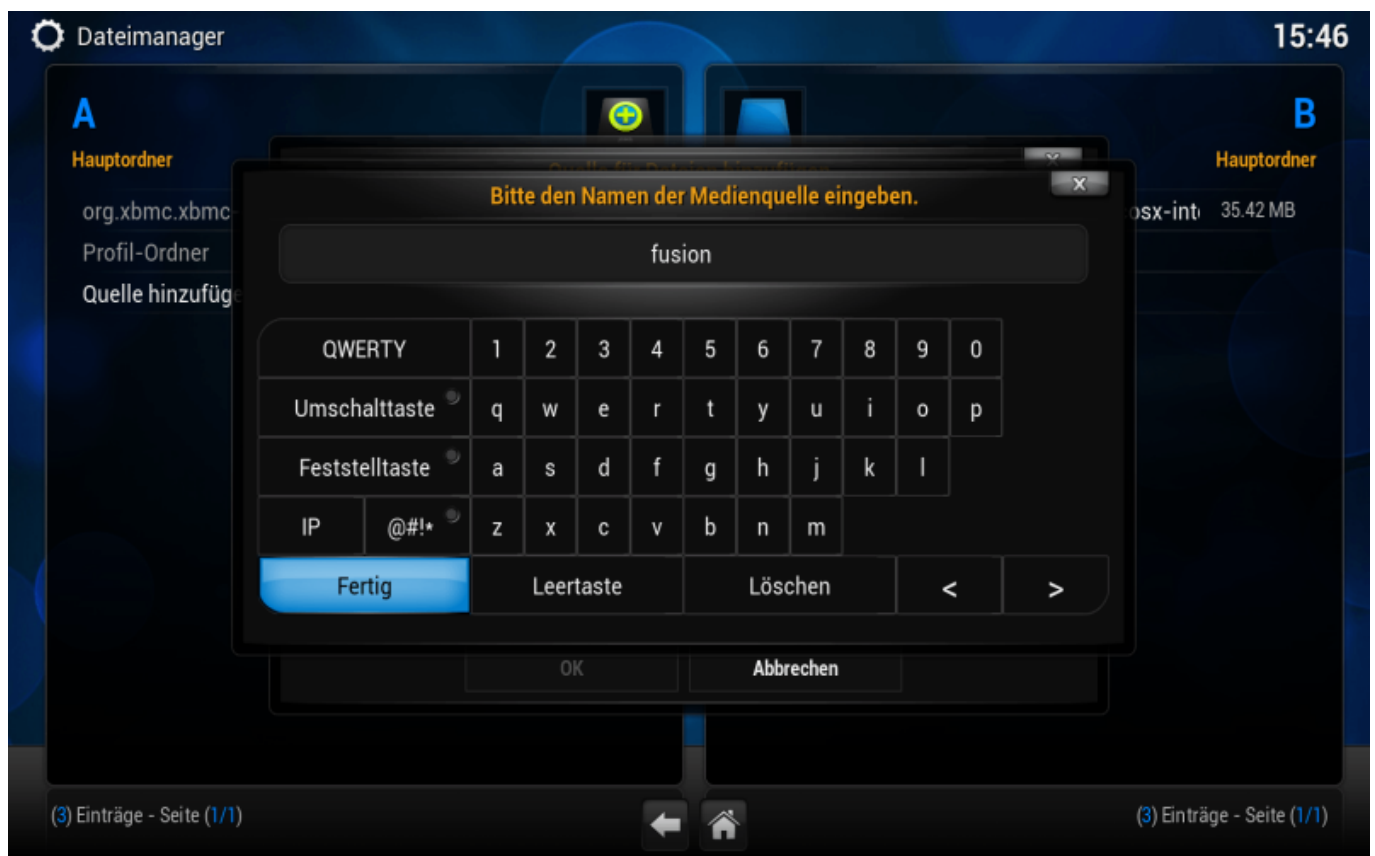 Dateimanager
15:46
A
B
Hauptordner
Hauptordner
Bitte den Namen der Medienquelle eingeben.
org.xbmc.xbmc-
osx-int 35.42 MB
Profil-Ordner
fusion
Quelle hinzufüge
QWERTY 1 2 3 4 5 6 7 8 9 0
Umschalttaste q w e r t y u i o p
Feststelltaste a s d f g h j k l
IP @#!* z x c v b n m
Fertig Leertaste Löschen < >
OK Abbrechen
(3) Einträge - Seite (1/1)
(3) Einträge - Seite (1/1)